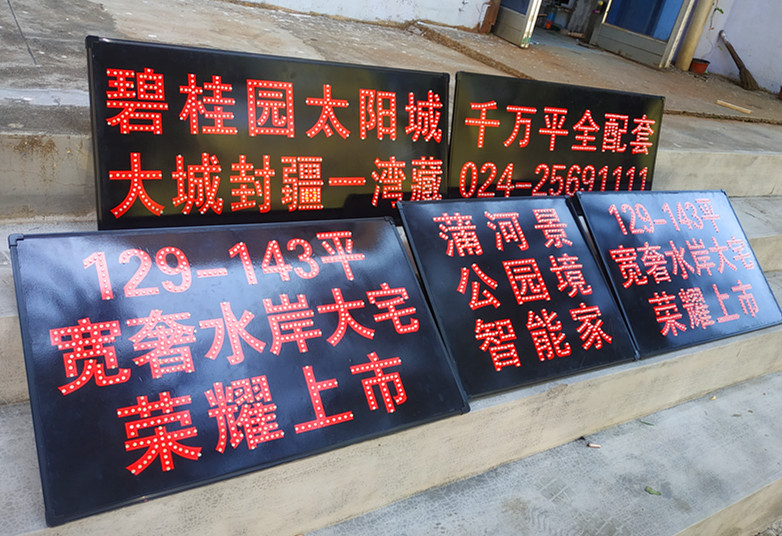 碧桂园太阳城
大城封疆一湾藏
千万平全配套
024-25691111
129-143平
宽奢水岸大宅
荣耀上市
蒲河景
公园境
智能家
129-143平
宽奢水岸大宅
荣耀上市